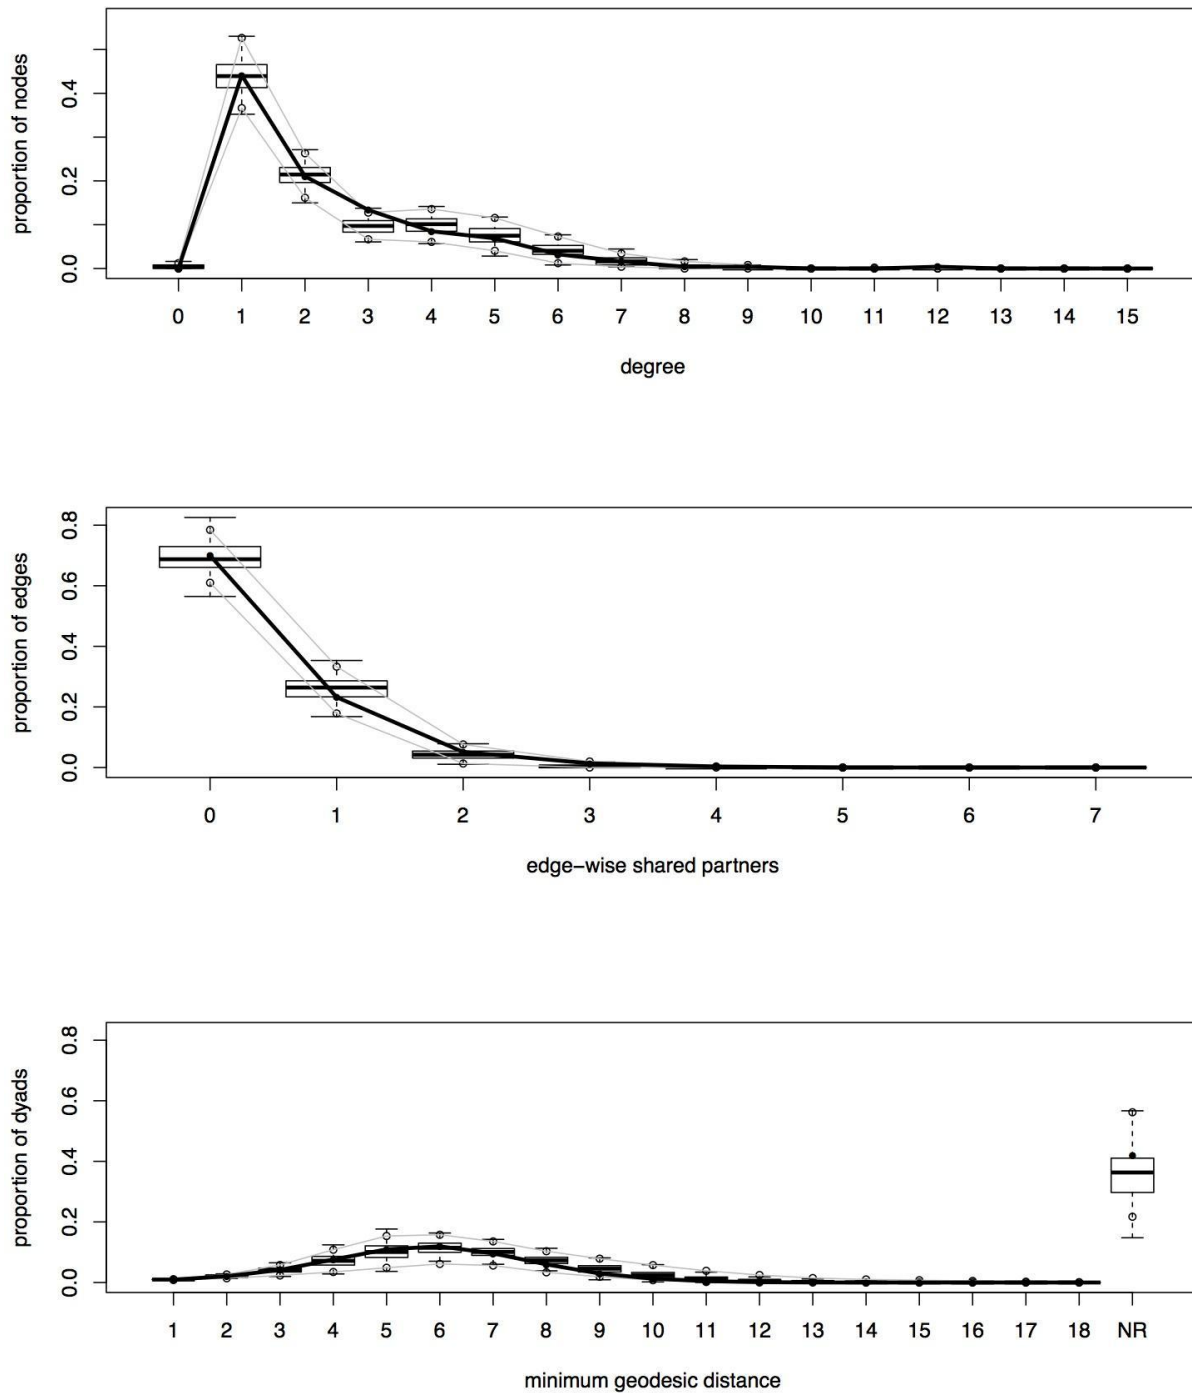 proportion of nodes
0.4
0.2
0.0
0 1 2 3 4 5 6 7 8 9 10 11 12 13 14 15
degree
proportion of edges
0.8
0.6
0.4
0.2
0.0
0 1 2 3 4 5 6 7
edge-wise shared partners
proportion of dyads
0.8
0.6
0.4
0.2
0.0
1 2 3 4 5 6 7 8 9 10 11 12 13 14 15 16 17 18 NR
minimum geodesic distance